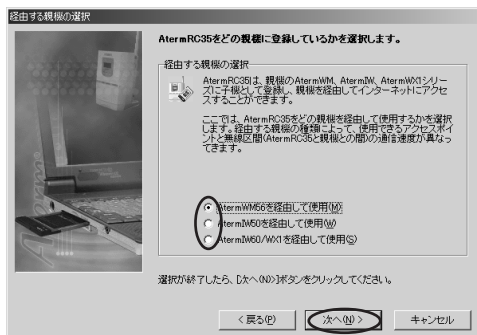 経由する親機の選択
AtermRC35をどの親機に登録しているかを選択します。
経由する親機の選択
AtermRC35は、親機のAtermWM、AtermIW、AtermWX1シリー
ズに子機として登録し、親機を経由してインターネットにアクセ
スすることができます。
ここでは、AtermRC35をどの親機を経由して使用するかを選択
します。経由する親機の種類によって、使用できるアクセスポイ
ントと無線区間(AtermRC35と親機との間)の通信速度が異なっ
てきます。
AtermWM56を経由して使用(M)
AtermIW50を経由して使用(W)
AtermIW60/WX1を経由して使用(S)
選択が終了したら、[次へ(N)>]ボタンをクリックしてください。
< 戻る(P)
次へ(N) >
キャンセル